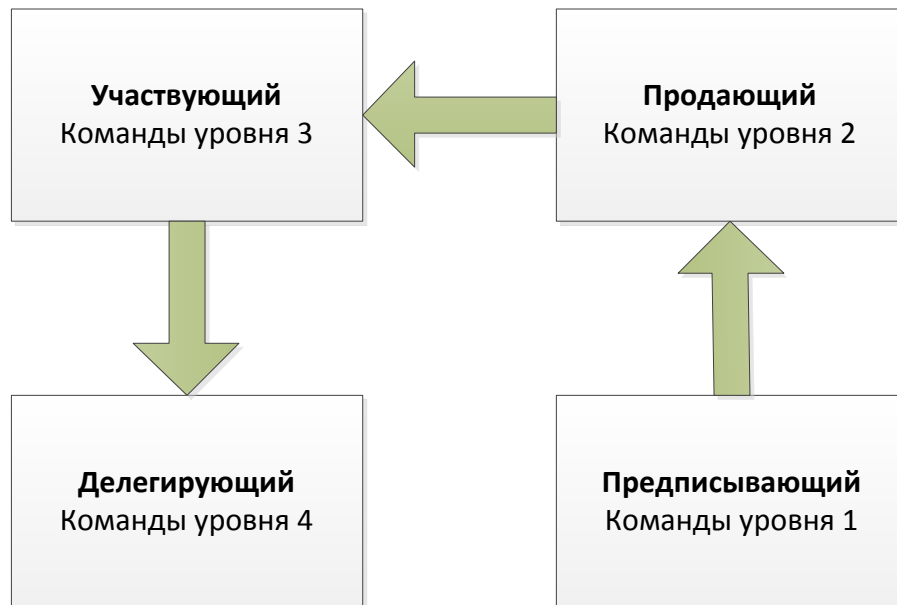 Участвующий
Команды уровня 3
Продающий
Команды уровня 2
Делегирующий
Команды уровня 4
Предписывающий
Команды уровня 1